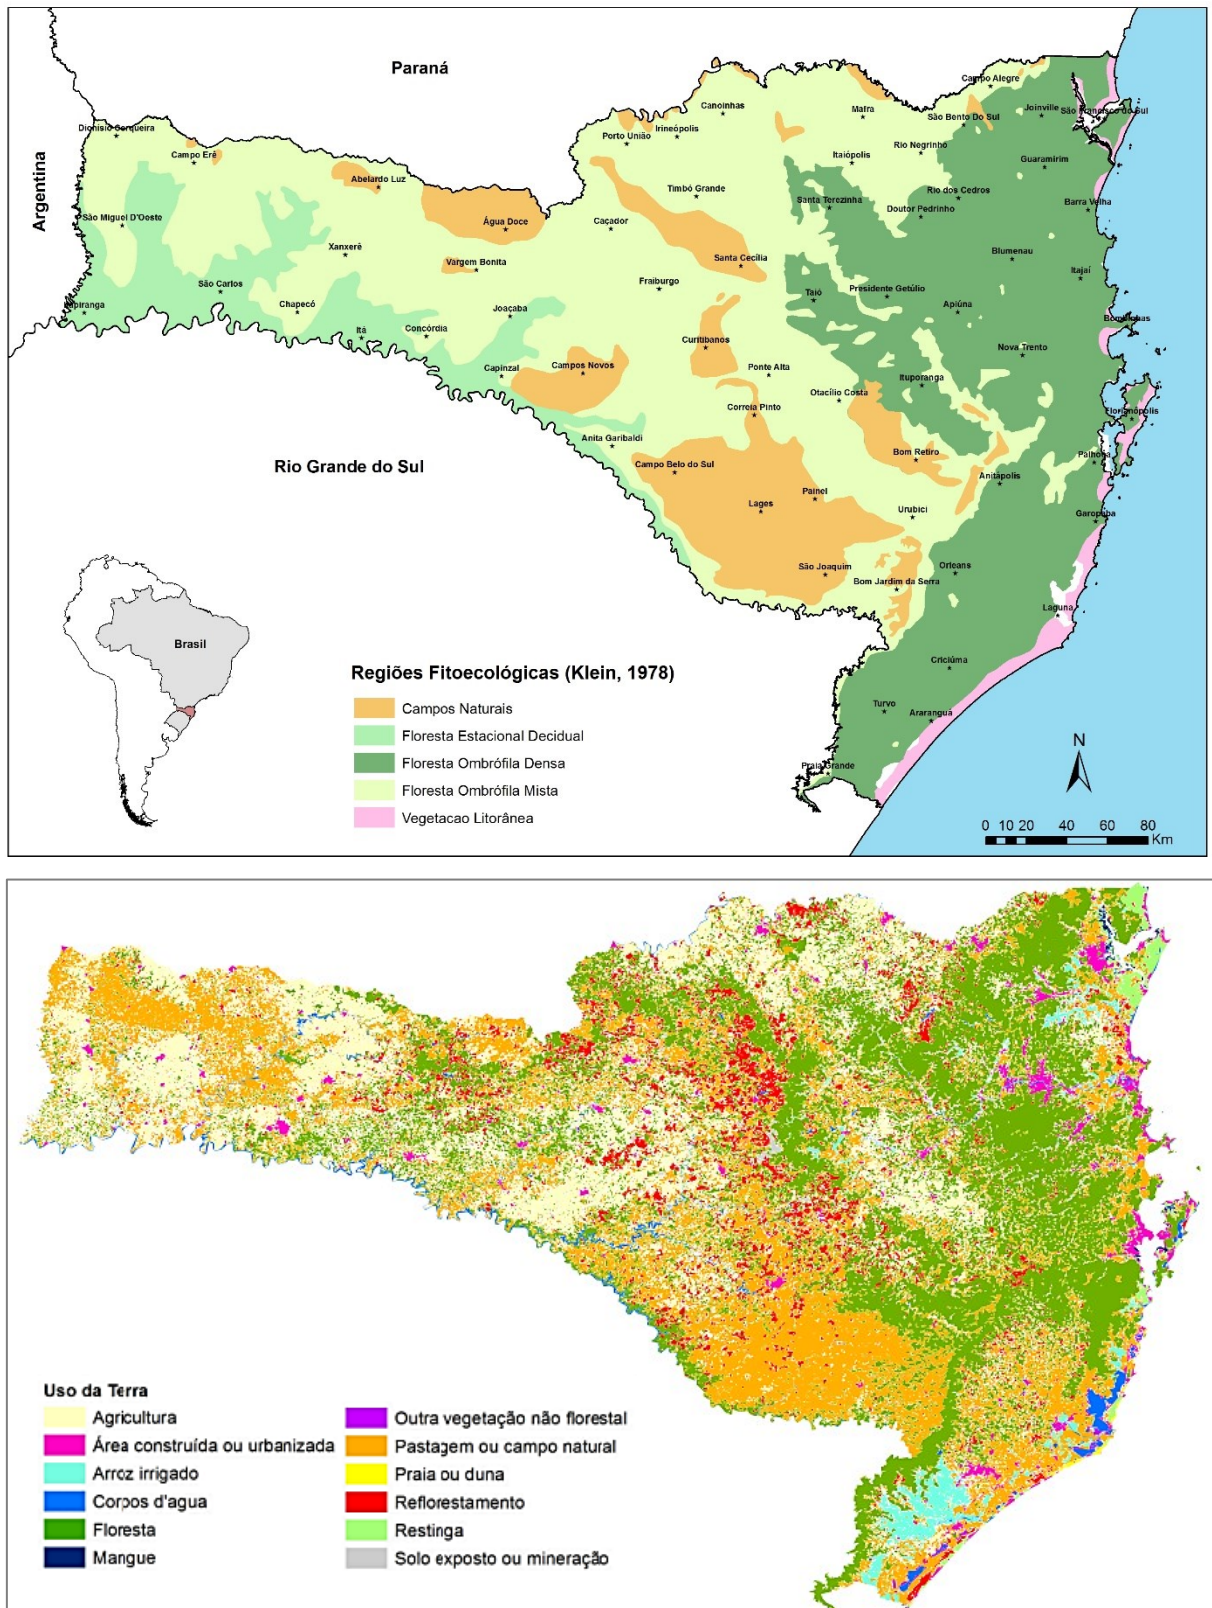 Paraná
Argentina
Rio Grande do Sul
Brasil
Campo Alegre
Canoinhas
Mafra
Joinville
São Francisco do Sul
São Bento Do Sul
Dionísio Cerqueira
Irineópolis
Porto União
Rio Negrinho
Campo Erê
Itaiópolis
Guaramirim
Abelardo Luz
Timbó Grande
Rio dos Cedros
Santa Terezinha
Doutor Pedrinho
Barra Velha
São Miguel D'Oeste
Água Doce
Caçador
Xanxerê
Blumenau
Vargem Bonita
Santa Cecília
Itajaí
São Carlos
Fraiburgo
Presidente Getúlio
Taió
Chapecó
Apiúna
Joaçaba
Itá
Concórdia
Curitibanos
Nova Trento
Capinzal
Campos Novos
Ponte Alta
Ituporanga
Otacílio Costa
Correia Pinto
Florianópolis
Anita Garibaldi
Bom Retiro
Palhoça
Campo Belo do Sul
Anitápolis
Painel
Lages
Urubici
Garopaba
São Joaquim
Orleans
Bom Jardim da Serra
Laguna
Criciúma
Turvo
Araranguá
Praia Grande
Regiões Fitoecológicas (Klein, 1978)
Campos Naturais
Floresta Estacional Decidual
Floresta Ombrófila Densa
Floresta Ombrófila Mista
Vegetacao Litorânea
N
0 10 20 40 60 80
Km
Uso da Terra
Agricultura
Área construída ou urbanizada
Arroz irrigado
Corpos d'agua
Floresta
Mangue
Outra vegetação não florestal
Pastagem ou campo natural
Praia ou duna
Reflorestamento
Restinga
Solo exposto ou mineração